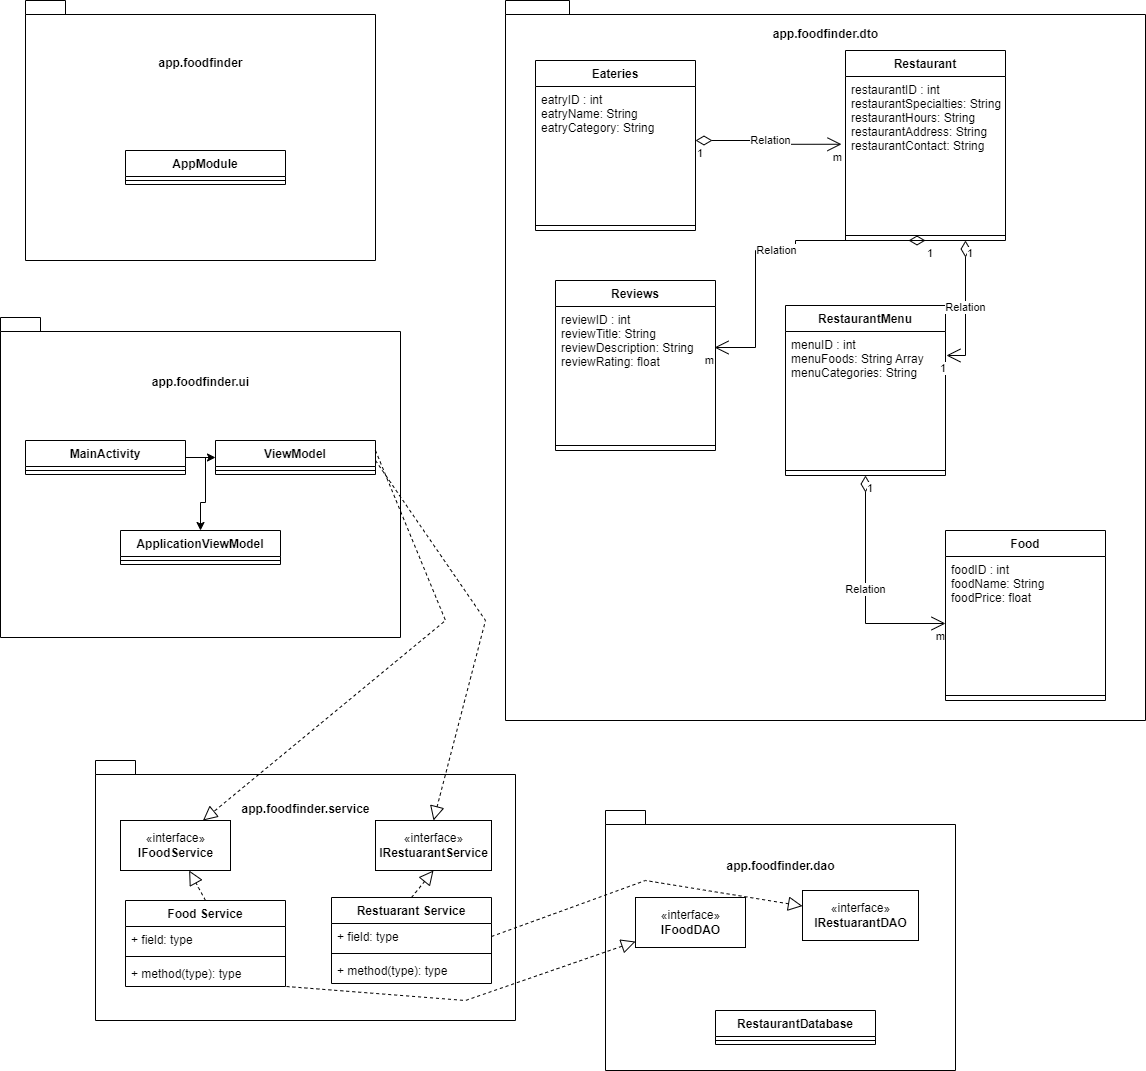 app.foodfinder
AppModule
app.foodfinder.dto
Eateries
eatryID : int
eatryName: String
eatryCategory: String
1
Relation
m
Restaurant
restaurantID : int
restaurantSpecialties: String
restaurantHours: String
restaurantAddress: String
restaurantContact: String
1
1
Relation
Relation
Reviews
reviewID : int
reviewTitle: String
reviewDescription: String
reviewRating: float
m
RestaurantMenu
menuID : int
menuFoods: String Array
menuCategories: String
1
1
Relation
m
Food
foodID : int
foodName: String
foodPrice: float
app.foodfinder.ui
MainActivity
ViewModel
ApplicationViewModel
app.foodfinder.service
«interface»
IFoodService
«interface»
IRestuarantService
Food Service
+ field: type
+ method(type): type
Restuarant Service
+ field: type
+ method(type): type
app.foodfinder.dao
«interface»
IFoodDAO
«interface»
IRestuarantDAO
RestaurantDatabase